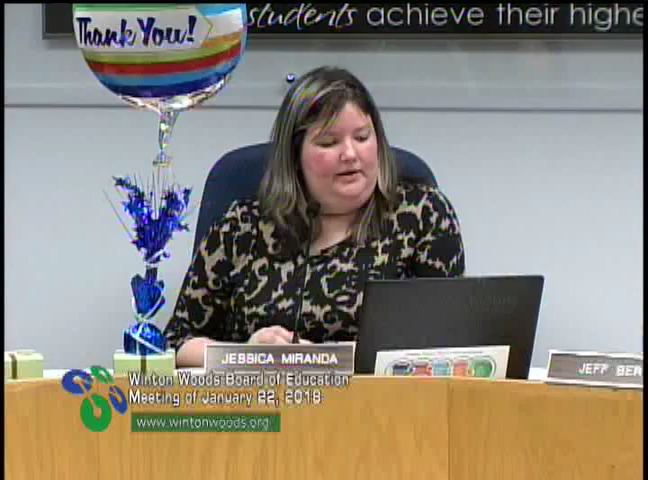 Thank You!
students achieve their highe
JESSICA MIRANDA
JEFF BER
Winton Woods Board of Education
Meeting of January 22, 2018
www.wintonwoods.org